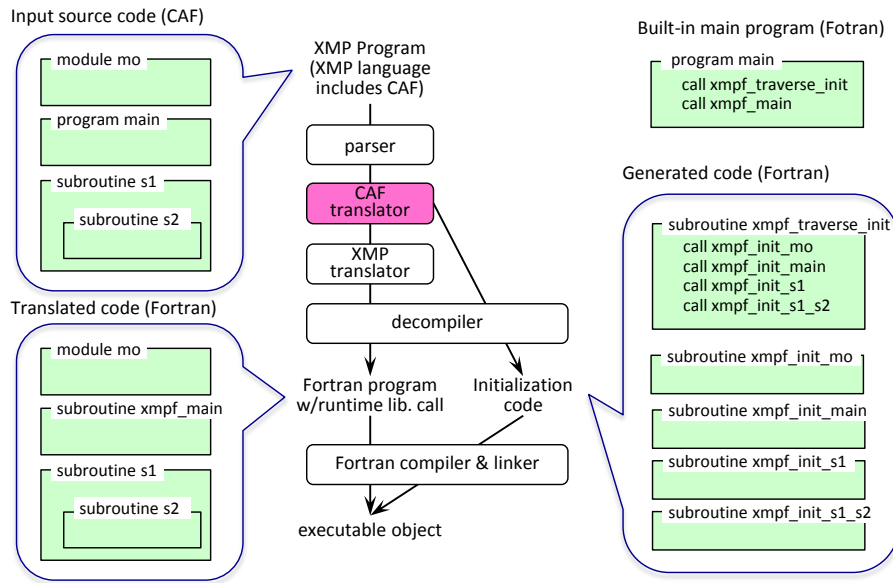 Input source code (CAF)
module mo
program main
subroutine s1
subroutine s2
Translated code (Fortran)
module mo
subroutine xmpf_main
subroutine s1
subroutine s2
XMP Program
(XMP language
includes CAF)
parser
CAF
translator
XMP
translator
decompiler
Fortran program
w/runtime lib. call
Initialization
code
Fortran compiler & linker
executable object
Built-in main program (Fotran)
program main
call xmpf_traverse_init
call xmpf_main
Generated code (Fortran)
subroutine xmpf_traverse_init
call xmpf_init_mo
call xmpf_init_main
call xmpf_init_s1
call xmpf_init_s1_s2
subroutine xmpf_init_mo
subroutine xmpf_init_main
subroutine xmpf_init_s1
subroutine xmpf_init_s1_s2